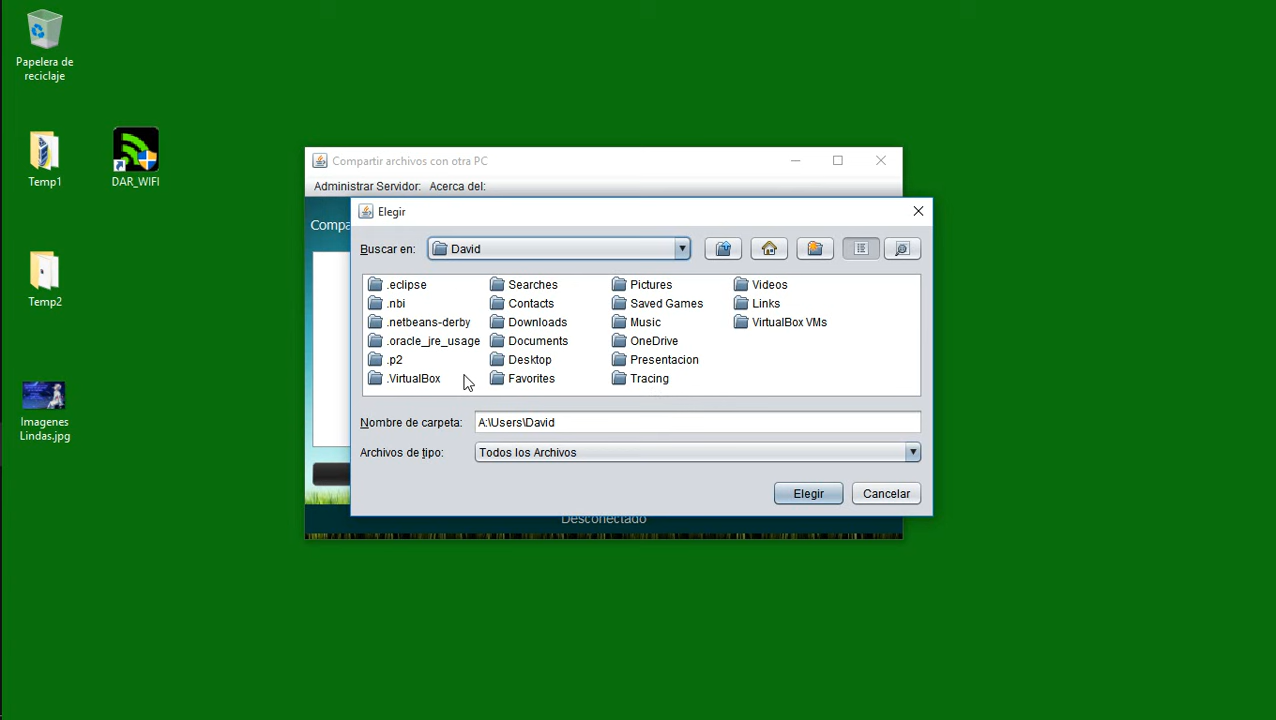 Papelera de
reciclaje
Temp1
DAR_WIFI
Temp2
Imagenes
Lindas.jpg
Compartir archivos con otra PC
Administrar Servidor: Acerca del:
Compa
Elegir
Buscar en: David
.eclipse Searches Pictures Videos
.nbi Contacts Saved Games Links
.netbeans-derby Downloads Music VirtualBox VMs
.oracle_jre_usage Documents OneDrive
.p2 Desktop Presentacion
.VirtualBox Favorites Tracing
Nombre de carpeta: A:\Users\David
Archivos de tipo: Todos los Archivos
Elegir Cancelar
Desconectado